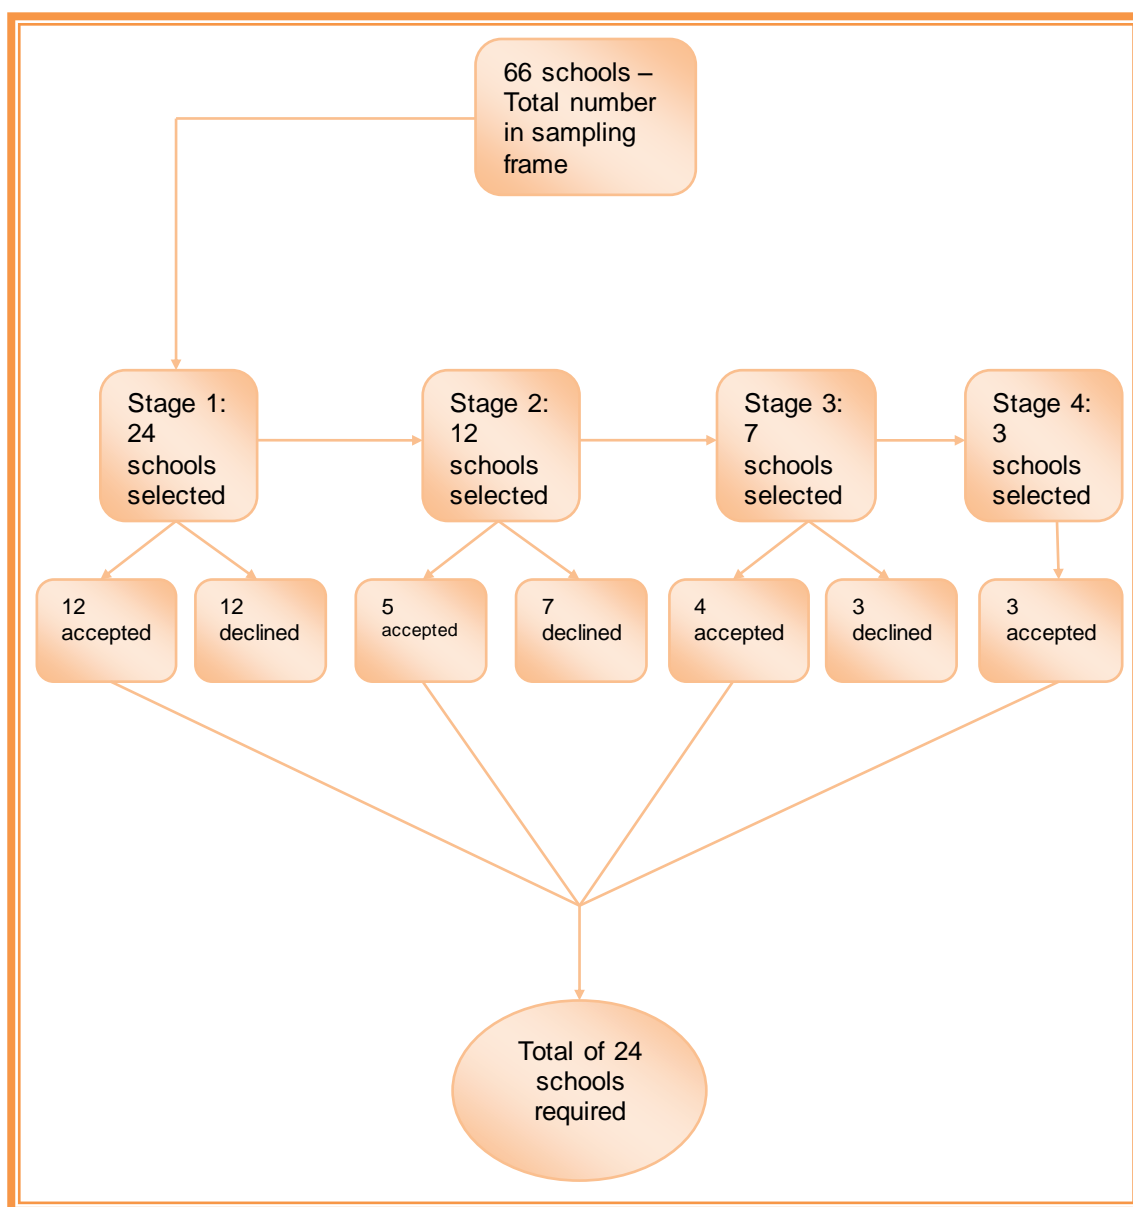 66 schools –
Total number
in sampling
frame
Stage 1:
24
schools
selected
Stage 2:
12
schools
selected
Stage 3:
7
schools
selected
Stage 4:
3
schools
selected
12
accepted
12
declined
5
accepted
7
declined
4
accepted
3
declined
3
accepted
Total of 24
schools
required